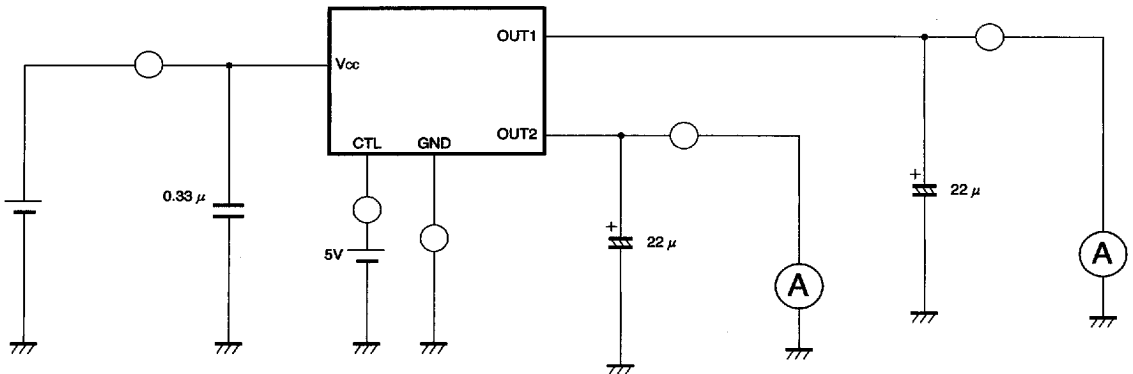 OUT1
Vcc
OUT2
CTL GND
+
22 μ
0.33 μ
+
22 μ
5V
A
A